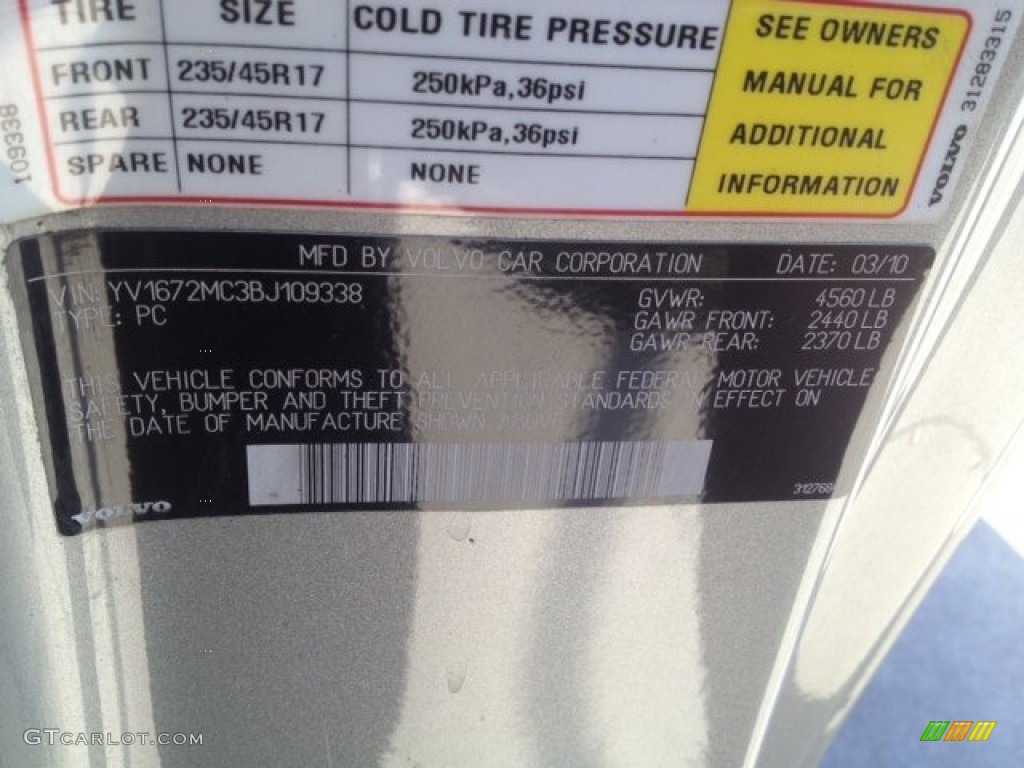 TIRE SIZE COLD TIRE PRESSURE
FRONT 235/45R17 250kPa,36psi
REAR 235/45R17 250kPa,36psi
SPARE NONE NONE
SEE OWNERS
MANUAL FOR
ADDITIONAL
INFORMATION
VOLVO 31283315
109338
MFD BY VOLVO CAR CORPORATION DATE: 03/10
VIN: YV1672MC3BJ109338
TYPE: PC
GVWR: 4560 LB
GAWR FRONT: 2440 LB
GAWR REAR: 2370 LB
THIS VEHICLE CONFORMS TO ALL APPLICABLE FEDERAL MOTOR VEHICLE
SAFETY, BUMPER AND THEFT PREVENTION STANDARDS IN EFFECT ON
THE DATE OF MANUFACTURE SHOWN ABOVE
VOLVO
GTCARLOT.COM